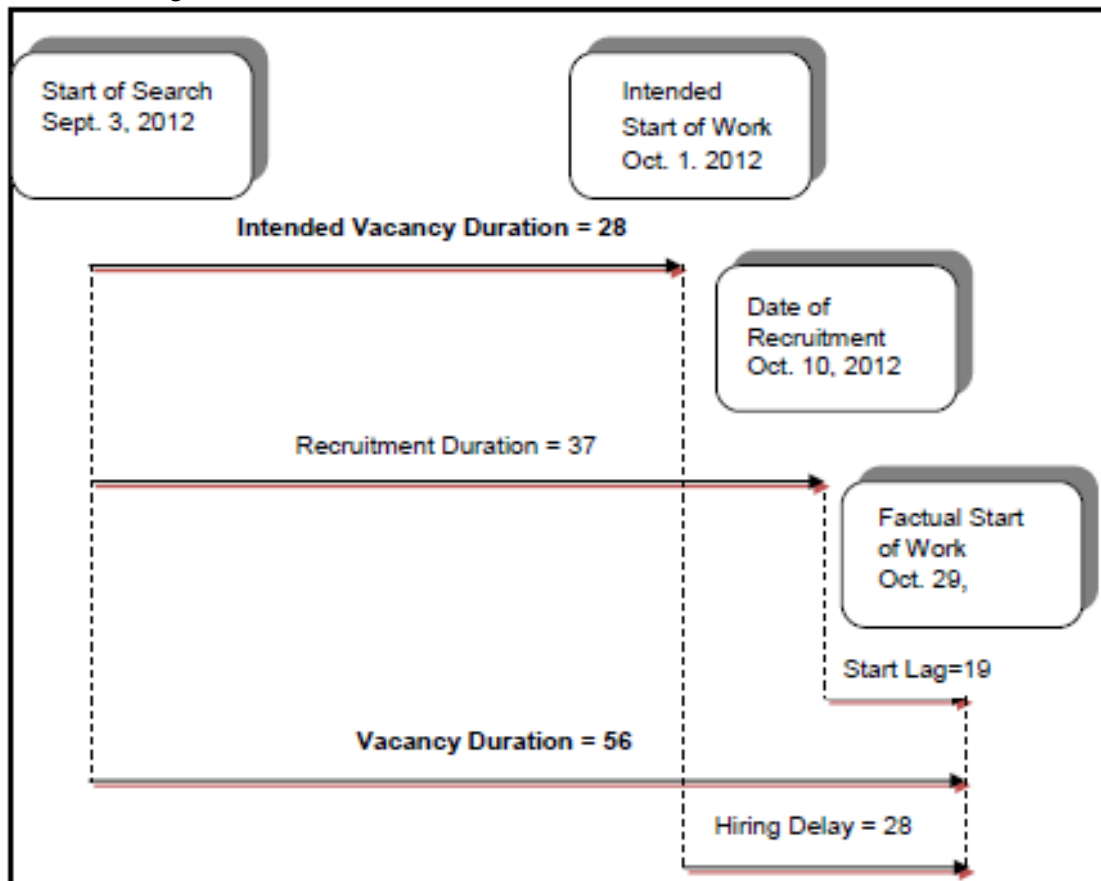 Start of Search
Sept. 3, 2012
Intended
Start of Work
Oct. 1. 2012
Intended Vacancy Duration = 28
Date of
Recruitment
Oct. 10, 2012
Recruitment Duration = 37
Factual Start
of Work
Oct. 29,
Start Lag=19
Vacancy Duration = 56
Hiring Delay = 28